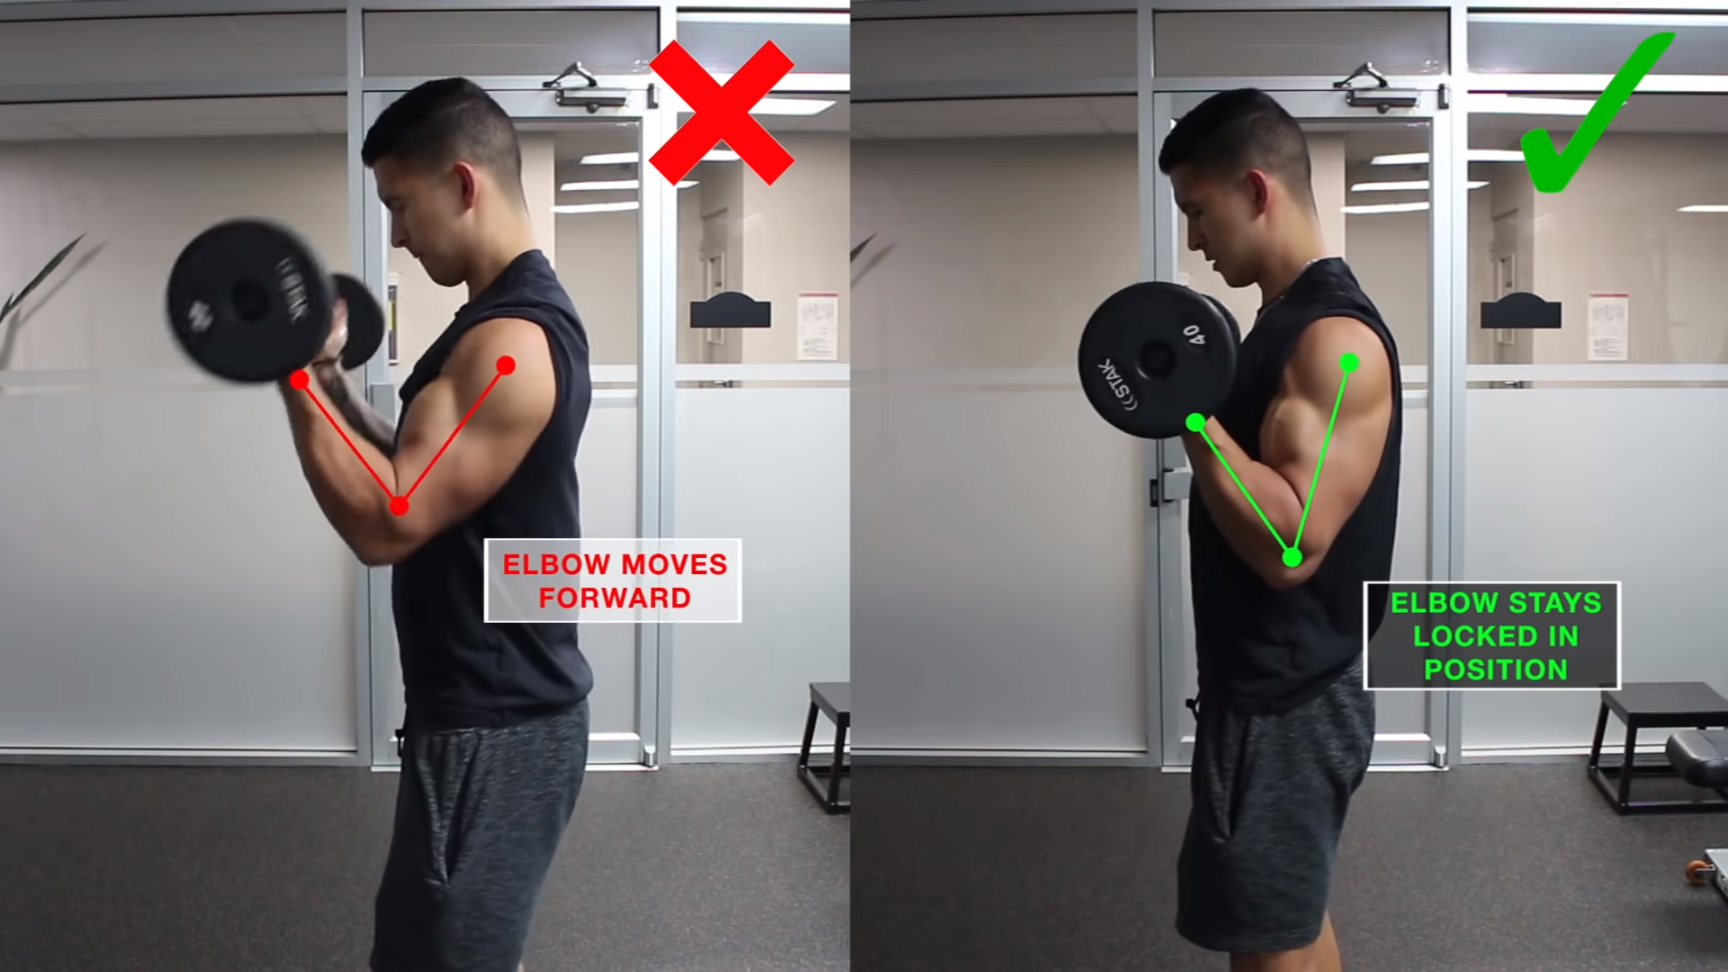 ELBOW MOVES
FORWARD
40
STAK
ELBOW STAYS
LOCKED IN
POSITION